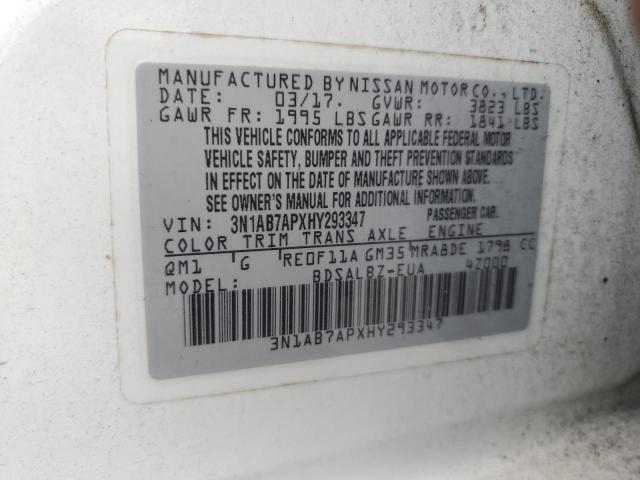 MANUFACTURED BY NISSAN MOTOR CO., LTD.
DATE: 03/17. GVWR: 3823 LBS
GAWR FR: 1995 LBS GAWR RR: 1841 LBS
THIS VEHICLE CONFORMS TO ALL APPLICABLE FEDERAL MOTOR
VEHICLE SAFETY, BUMPER AND THEFT PREVENTION STANDARDS
IN EFFECT ON THE DATE OF MANUFACTURE SHOWN ABOVE.
SEE OWNER'S MANUAL FOR ADDITIONAL INFORMATION.
VIN: 3N1AB7APXHY293347 PASSENGER CAR.
COLOR TRIM TRANS AXLE ENGINE
QM1 G RE0F11A GM35 MRA8DE 1798 CC
MODEL: BDSALBZ-EUA 4Z000
3N1AB7APXHY293347